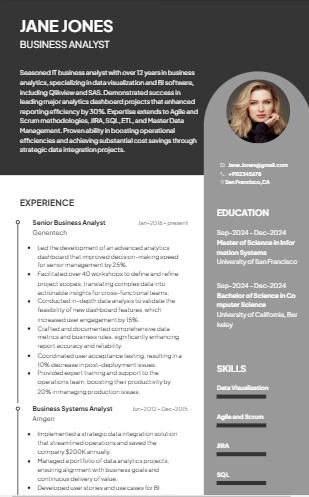 JANE JONES
BUSINESS ANALYST
Seasoned IT business analyst with over 12 years in business
analytics, specializing in data visualization and BI software,
including Qlikview and SAS. Demonstrated success in
leading major analytics dashboard projects that enhanced
reporting efficiency by 30%. Expertise extends to Agile and
Scrum methodologies, JIRA, SQL, ETL, and Master Data
Management. Proven ability in boosting operational
efficiencies and achieving substantial cost savings through
strategic data integration projects.
Jane.Jones@gmail.com
San Francisco, CA
EXPERIENCE
Senior Business Analyst
Jan-2016 – present
Genentech
Led the development of an advanced analytics
dashboard that improved decision-making speed
for senior management by 25%.
Facilitated over 40 workshops to define and refine
project scopes, translating complex data into
actionable insights for cross-functional teams.
Conducted in-depth data analysis to validate the
feasibility of new dashboard features, which
increased user engagement by 15%.
Crafted and documented comprehensive data
metrics and business rules, significantly enhancing
report accuracy and reliability.
Coordinated user acceptance testing, resulting in a
10% decrease in post-deployment issues.
Provided expert training and support to the
operations team, boosting their productivity by
20% in managing production issues.
Business Systems Analyst
Jan-2012 – Dec-2015
Amgen
Implemented a strategic data integration solution
that streamlined operations and saved the
company $200K annually.
Managed a portfolio of data analytics projects,
ensuring alignment with business goals and
continuous delivery of value.
Developed user stories and use cases for BI
EDUCATION
Sep-2024 - Dec-2024
Master of Science in Infor
mation Systems
University of San Francisco
Sep-2024 - Dec-2024
Bachelor of Science in Co
mputer Science
University of California, Ber
keley
SKILLS
Data Visualization
Agile and Scrum
JIRA
SQL